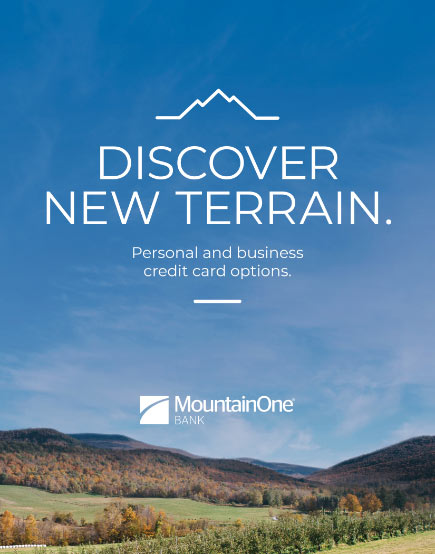 DISCOVER
NEW TERRAIN.
Personal and business
credit card options.
MountainOne®
BANK